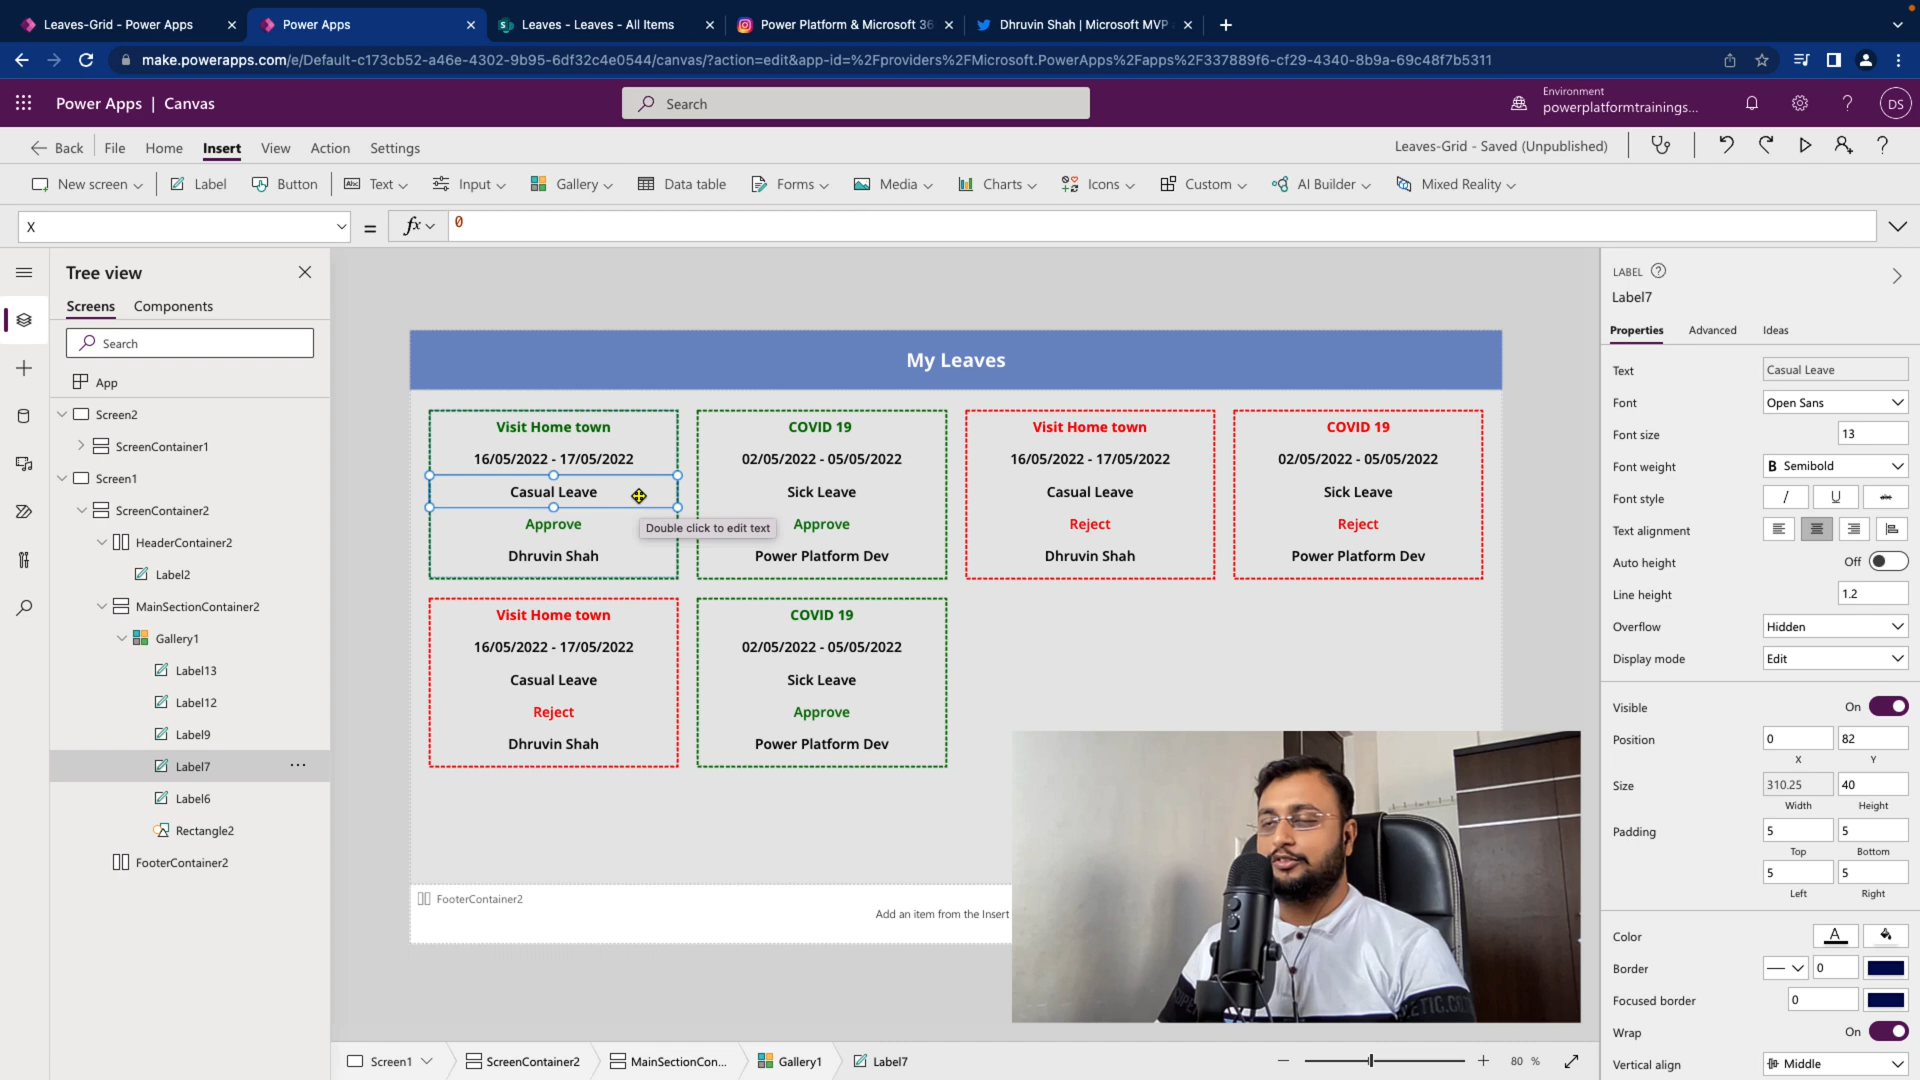 Leaves-Grid - Power Apps
Power Apps
Leaves - Leaves - All Items
Power Platform & Microsoft 36
Dhruvin Shah | Microsoft MVP
make.powerapps.com/e/Default-c173cb52-a46e-4302-9b95-6df32c4e0544/canvas/?action=edit&app-id=%2Fproviders%2FMicrosoft.PowerApps%2Fapps%2F337889f6-cf29-4340-8b9a-69c48f7b5311
Power Apps | Canvas
Search
Environment
powerplatformtrainings...
DS
Back File Home Insert View Action Settings
Leaves-Grid - Saved (Unpublished)
New screen Label Button Text Input Gallery Data table Forms Media Charts Icons Custom AI Builder Mixed Reality
X = fx 0
Tree view
Screens Components
Search
App
Screen2
ScreenContainer1
Screen1
ScreenContainer2
HeaderContainer2
Label2
MainSectionContainer2
Gallery1
Label13
Label12
Label9
Label7 ...
Label6
Rectangle2
FooterContainer2
My Leaves
Visit Home town
16/05/2022 - 17/05/2022
Casual Leave
Approve
Dhruvin Shah
Double click to edit text
COVID 19
02/05/2022 - 05/05/2022
Sick Leave
Approve
Power Platform Dev
Visit Home town
16/05/2022 - 17/05/2022
Casual Leave
Reject
Dhruvin Shah
COVID 19
02/05/2022 - 05/05/2022
Sick Leave
Reject
Power Platform Dev
Visit Home town
16/05/2022 - 17/05/2022
Casual Leave
Reject
Dhruvin Shah
COVID 19
02/05/2022 - 05/05/2022
Sick Leave
Approve
Power Platform Dev
FooterContainer2
Add an item from the Insert
Screen1 ScreenContainer2 MainSectionCon... Gallery1 Label7
80 %
LABEL
Label7
Properties Advanced Ideas
Text Casual Leave
Font Open Sans
Font size 13
Font weight B Semibold
Font style / U abc
Text alignment
Auto height Off
Line height 1.2
Overflow Hidden
Display mode Edit
Visible On
Position 0 82
X Y
Size 310.25 40
Width Height
Padding 5 5
Top Bottom
5 5
Left Right
Color A
Border 0
Focused border 0
Wrap On
Vertical align Middle